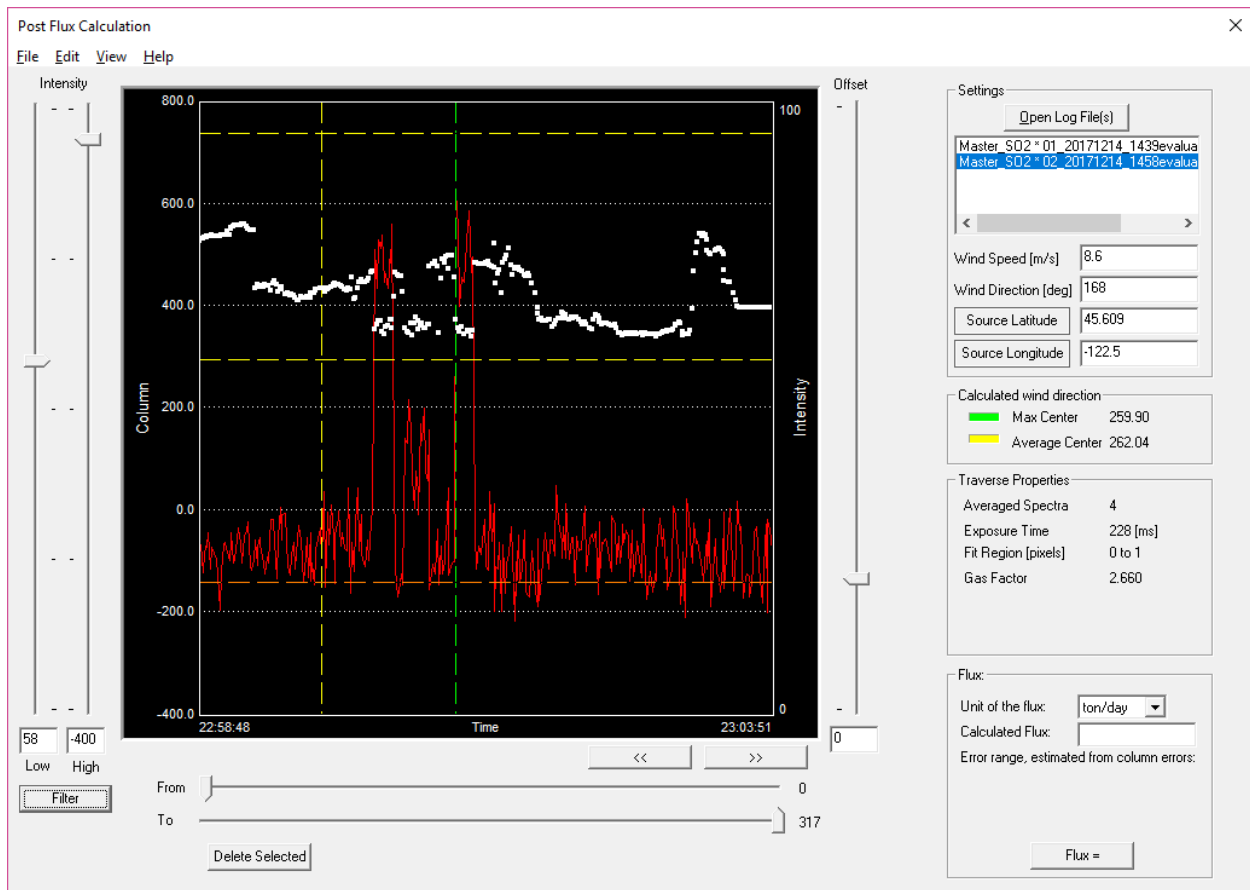 Post Flux Calculation
File Edit View Help
Intensity
Offset
800.0
600.0
400.0
200.0
0.0
-200.0
-400.0
Column
100
Intensity
0
22:58:48
Time
23:03:51
58
-400
0
Low
High
Filter
<<
>>
From
0
To
317
Delete Selected
Settings
Open Log File(s)
Master_SO2 * 01_20171214_1439evalua
Master_SO2 * 02_20171214_1458evalua
Wind Speed [m/s] 8.6
Wind Direction [deg] 168
Source Latitude 45.609
Source Longitude -122.5
Calculated wind direction
Max Center 259.90
Average Center 262.04
Traverse Properties
Averaged Spectra 4
Exposure Time 228 [ms]
Fit Region [pixels] 0 to 1
Gas Factor 2.660
Flux:
Unit of the flux: ton/day
Calculated Flux:
Error range, estimated from column errors:
Flux =